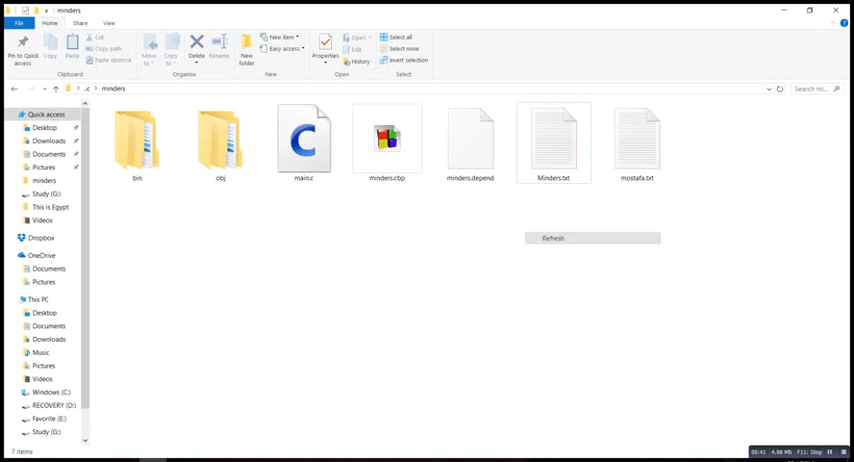 minders
File Home Share View
Pin to Quick access
Copy
Paste
Cut
Copy path
Paste shortcut
Clipboard
Move to
Copy to
Delete
Rename
Organise
New folder
New item
Easy access
New
Properties
Open
Edit
History
Open
Select all
Select none
Invert selection
Select
minders
Search mi...
Quick access
Desktop
Downloads
Documents
Pictures
minders
Study (G:)
This is Egypt
Videos
Dropbox
OneDrive
Documents
Pictures
This PC
Desktop
Documents
Downloads
Music
Pictures
Videos
Windows (C:)
RECOVERY (D:)
Favorite (E:)
Study (G:)
bin obj main.c minders.cbp minders.depend Minders.txt mostafa.txt
Refresh
7 items
00:41 4.98 Mb F11: Stop